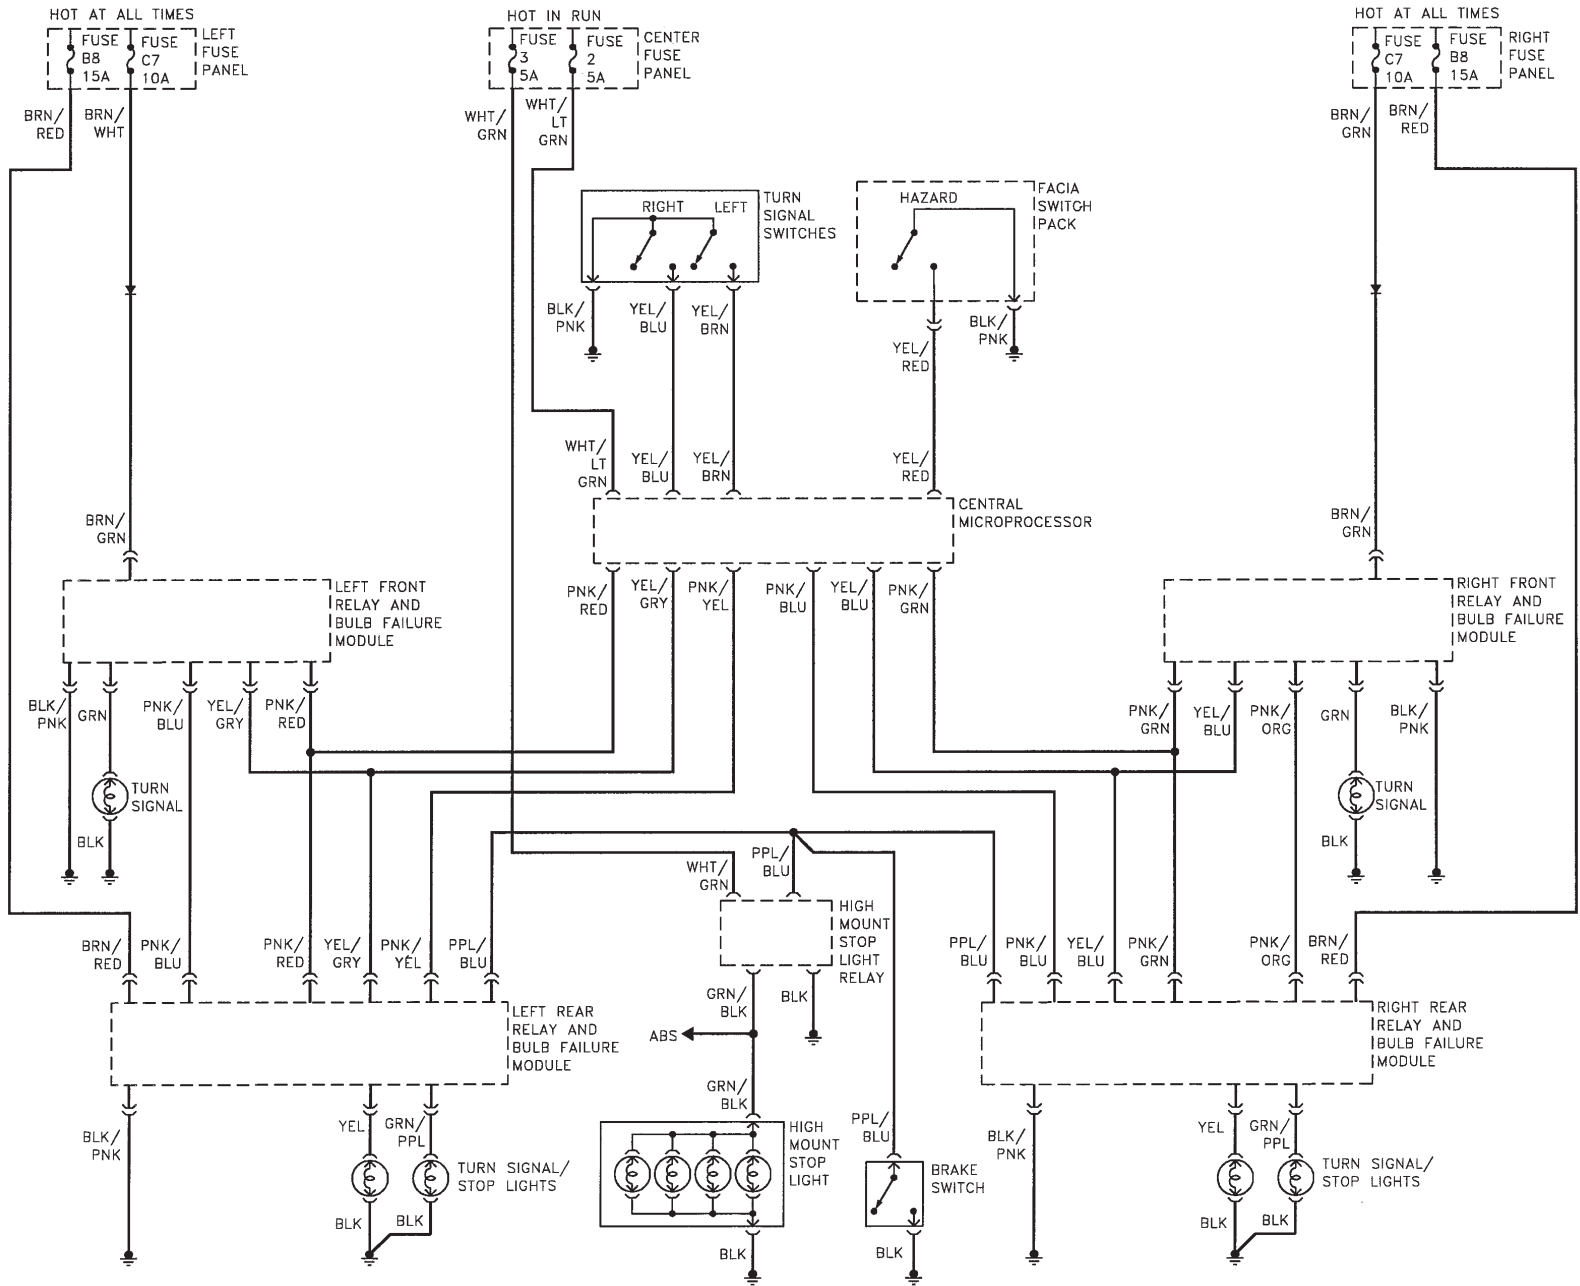 HOT AT ALL TIMES
FUSE
B8
15A
FUSE
C7
10A
LEFT
FUSE
PANEL
HOT IN RUN
FUSE
3
5A
FUSE
2
5A
CENTER
FUSE
PANEL
HOT AT ALL TIMES
FUSE
C7
10A
FUSE
B8
15A
RIGHT
FUSE
PANEL
BRN/
RED
BRN/
WHT
WHT/
GRN
WHT/
LT
GRN
BRN/
GRN
BRN/
RED
RIGHT
LEFT
TURN
SIGNAL
SWITCHES
HAZARD
FACIA
SWITCH
PACK
BLK/
PNK
YEL/
BLU
YEL/
BRN
YEL/
RED
BLK/
PNK
WHT/
LT
GRN
YEL/
BLU
YEL/
BRN
YEL/
RED
CENTRAL
MICROPROCESSOR
BRN/
GRN
BRN/
GRN
LEFT FRONT
RELAY AND
BULB FAILURE
MODULE
PNK/
RED
YEL/
GRY
PNK/
YEL
PNK/
BLU
YEL/
BLU
PNK/
GRN
RIGHT FRONT
RELAY AND
BULB FAILURE
MODULE
BLK/
PNK
GRN
PNK/
BLU
YEL/
GRY
PNK/
RED
PNK/
GRN
YEL/
BLU
PNK/
ORG
GRN
BLK/
PNK
TURN
SIGNAL
BLK
TURN
SIGNAL
BLK
WHT/
GRN
PPL/
BLU
HIGH
MOUNT
STOP
LIGHT
RELAY
BRN/
RED
PNK/
BLU
PNK/
RED
YEL/
GRY
PNK/
YEL
PPL/
BLU
PPL/
BLU
PNK/
BLU
YEL/
BLU
PNK/
GRN
PNK/
ORG
BRN/
RED
GRN/
BLK
BLK
ABS
LEFT REAR
RELAY AND
BULB FAILURE
MODULE
RIGHT REAR
RELAY AND
BULB FAILURE
MODULE
GRN/
BLK
BLK/
PNK
YEL
GRN/
PPL
TURN SIGNAL/
STOP LIGHTS
BLK
BLK
HIGH
MOUNT
STOP
LIGHT
BLK
PPL/
BLU
BRAKE
SWITCH
BLK
BLK/
PNK
YEL
GRN/
PPL
TURN SIGNAL/
STOP LIGHTS
BLK
BLK